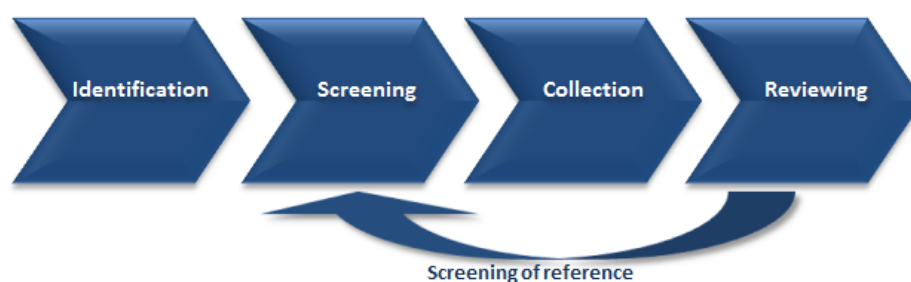 Identification
Screening
Collection
Reviewing
Screening of reference